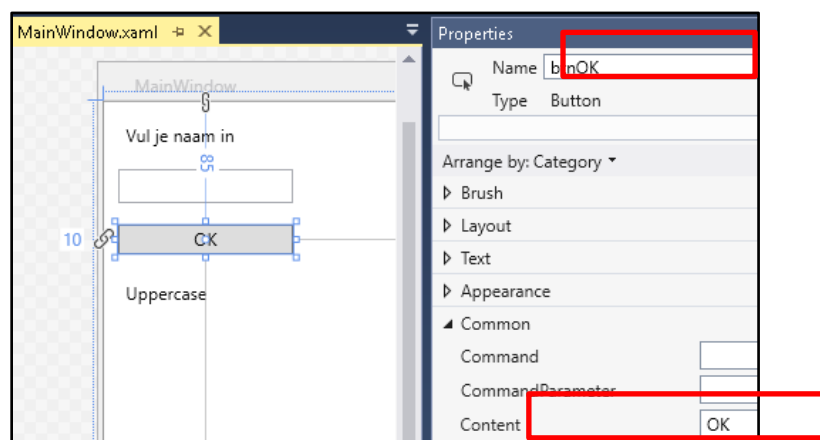 MainWindow.xaml
Properties
MainWindow
Name btnOK
Type Button
Vul je naam in
85
Arrange by: Category
Brush
10
OK
Layout
Text
Uppercase
Appearance
Common
Command
CommandParameter
Content OK